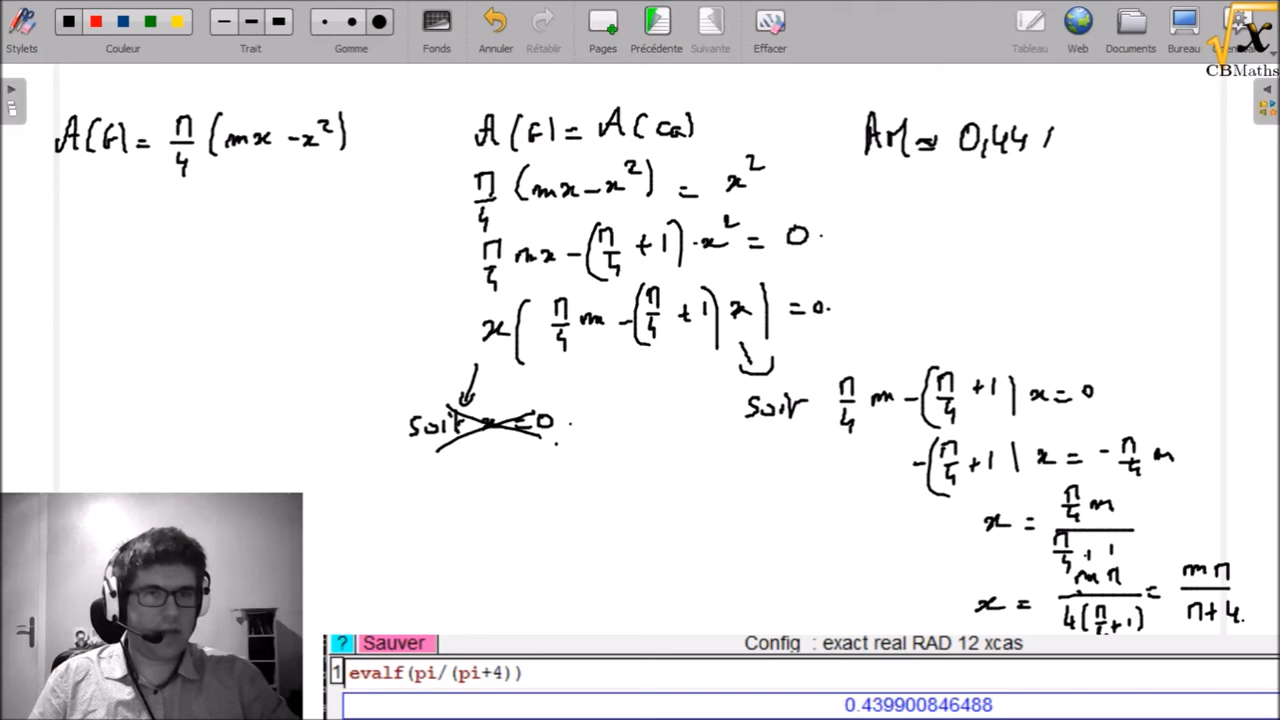 Stylets Couleur Trait Gomme Fonds Annuler Rétablir Pages Précédente Suivante Effacer Tableau Web Documents Bureau
CBMaths
A(F) = π/4 (mx - x²)
A(F) = A(CG)
π/4 (mx - x²) = x²
π/4 mx - (π/4 + 1) · x² = 0
x( π/4 m - (π/4 + 1) x) = 0.
soit x = 0
soit π/4 m - (π/4 + 1) x = 0
-(π/4 + 1) x = - π/4 m
x = (π/4 m)/(π/4 + 1)
x = mπ/(4(π/4 + 1)) = mπ/(π + 4).
AM ≈ 0,44
? Sauver Config : exact real RAD 12 xcas
1 evalf(pi/(pi+4))
0.439900846488